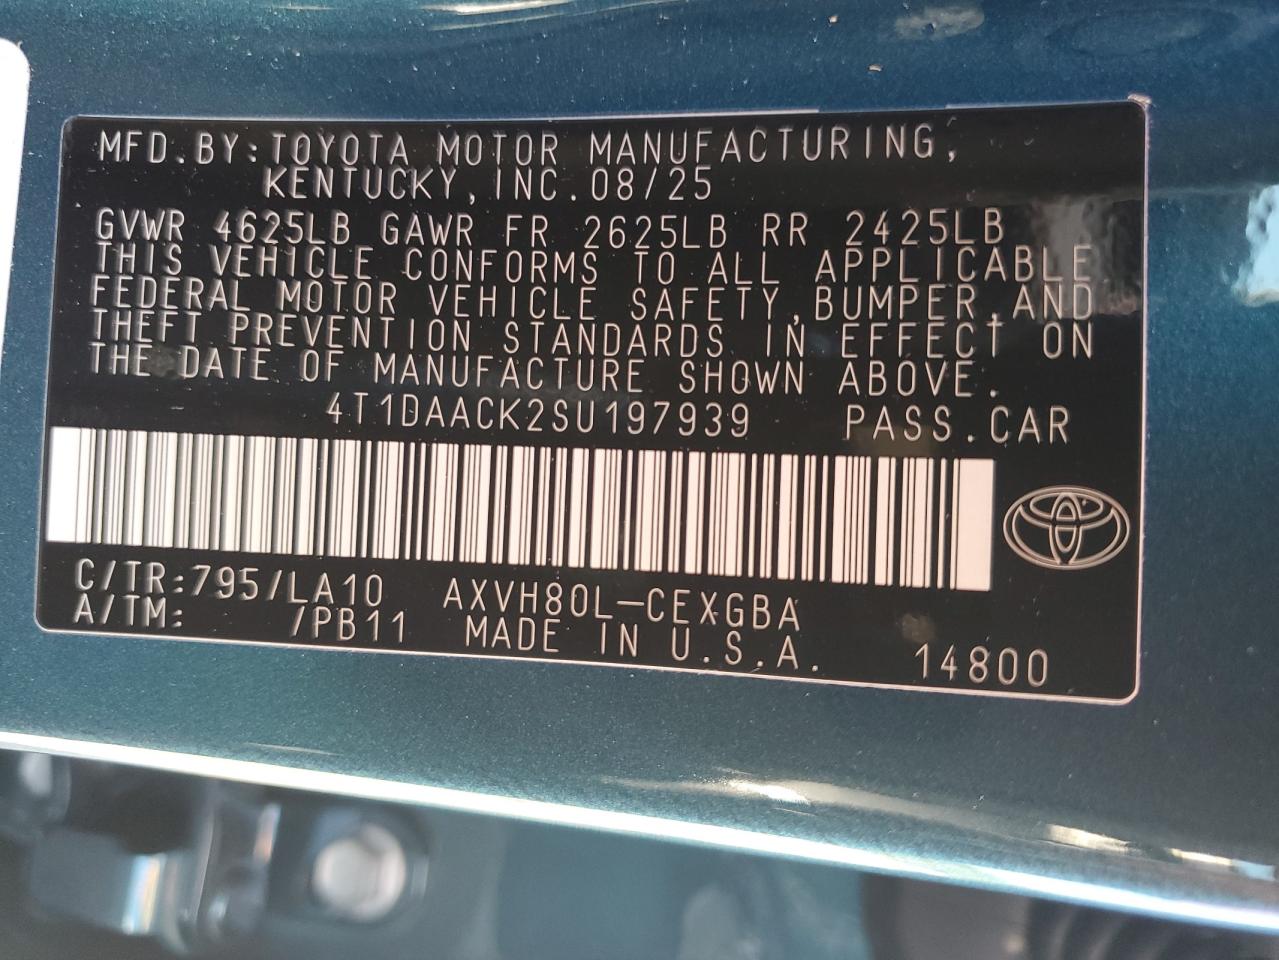 MFD.BY:TOYOTA MOTOR MANUFACTURING,
KENTUCKY,INC.08/25
GVWR 4625LB GAWR FR 2625LB RR 2425LB
THIS VEHICLE CONFORMS TO ALL APPLICABLE
FEDERAL MOTOR VEHICLE SAFETY,BUMPER,AND
THEFT PREVENTION STANDARDS IN EFFECT ON
THE DATE OF MANUFACTURE SHOWN ABOVE.
4T1DAACK2SU197939 PASS.CAR
C/TR:795/LA10 AXVH80L-CEXGBA
A/TM: /PB11 MADE IN U.S.A. 14800